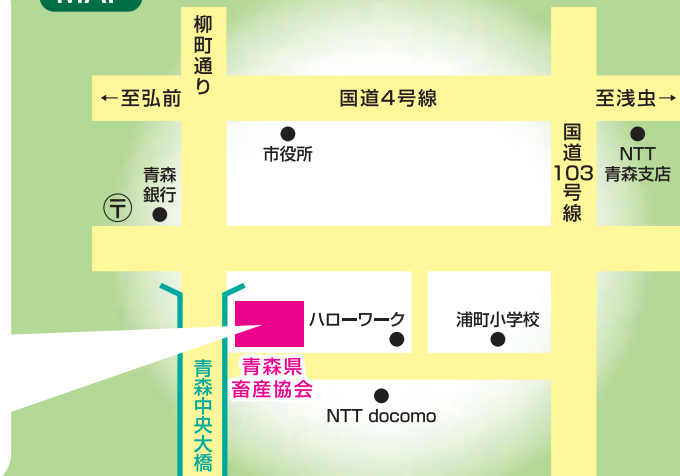 MAP
柳町通り
←至弘前
国道4号線
至浅虫→
市役所
国道103号線
NTT
青森支店
青森
銀行
〒
ハローワーク
浦町小学校
青森県
畜産協会
青森中央大橋
NTT docomo